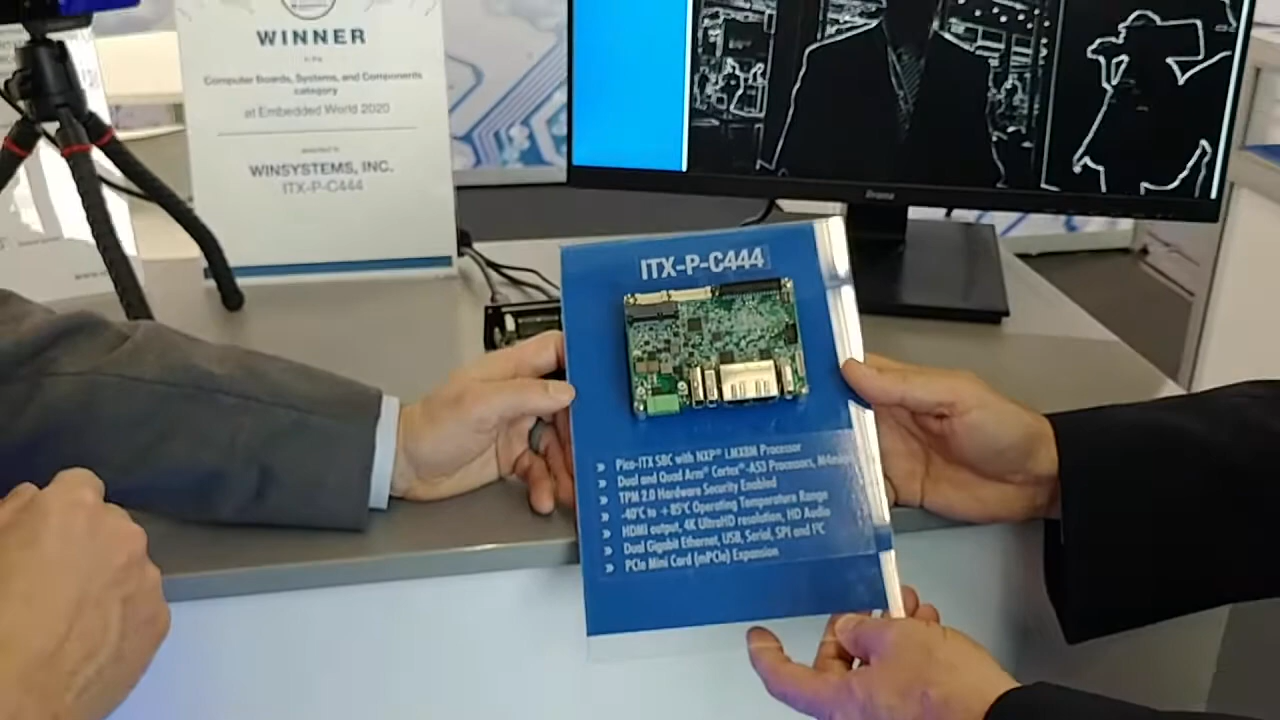 WINNER
in the
Computer Boards, Systems, and Components
category
at Embedded World 2020
WINSYSTEMS, INC.
ITX-P-C444
ITX-P-C444
» Pico-ITX SBC with NXP® i.MX8M Processor
» Dual and Quad Arm® Cortex®-A53 Processors,
» TPM 2.0 Hardware Security Enabled
» -40°C to +85°C Operating Temperature Range
» HDMI output, 4K UltraHD resolution, HD Audio
» Dual Gigabit Ethernet, USB, Serial, SPI and I²C
» PCIe Mini Card (mPCIe) Expansion